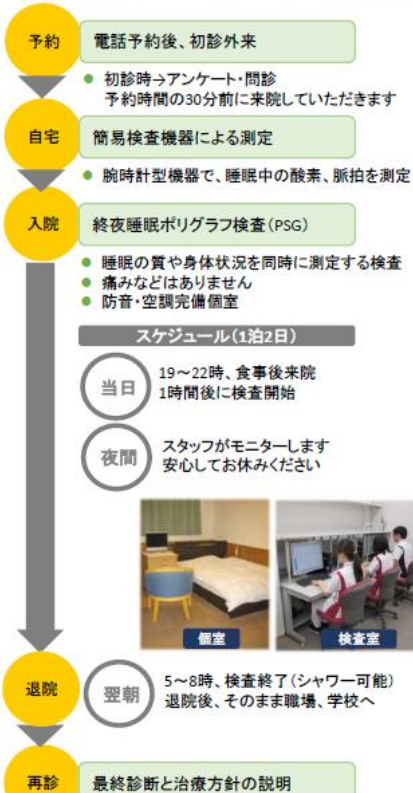 予約
電話予約後、初診外来
● 初診時→アンケート・問診
予約時間の30分前に来院していただきます
自宅
簡易検査機器による測定
● 腕時計型機器で、睡眠中の酸素、脈拍を測定
入院
終夜睡眠ポリグラフ検査(PSG)
● 睡眠の質や身体状況を同時に測定する検査
● 痛みなどはありません
● 防音・空調完備個室
スケジュール(1泊2日)
当日
19~22時、食事後来院
1時間後に検査開始
夜間
スタッフがモニターします
安心してお休みください
個室
検査室
退院
翌朝
5~8時、検査終了(シャワー可能)
退院後、そのまま職場、学校へ
再診
最終診断と治療方針の説明